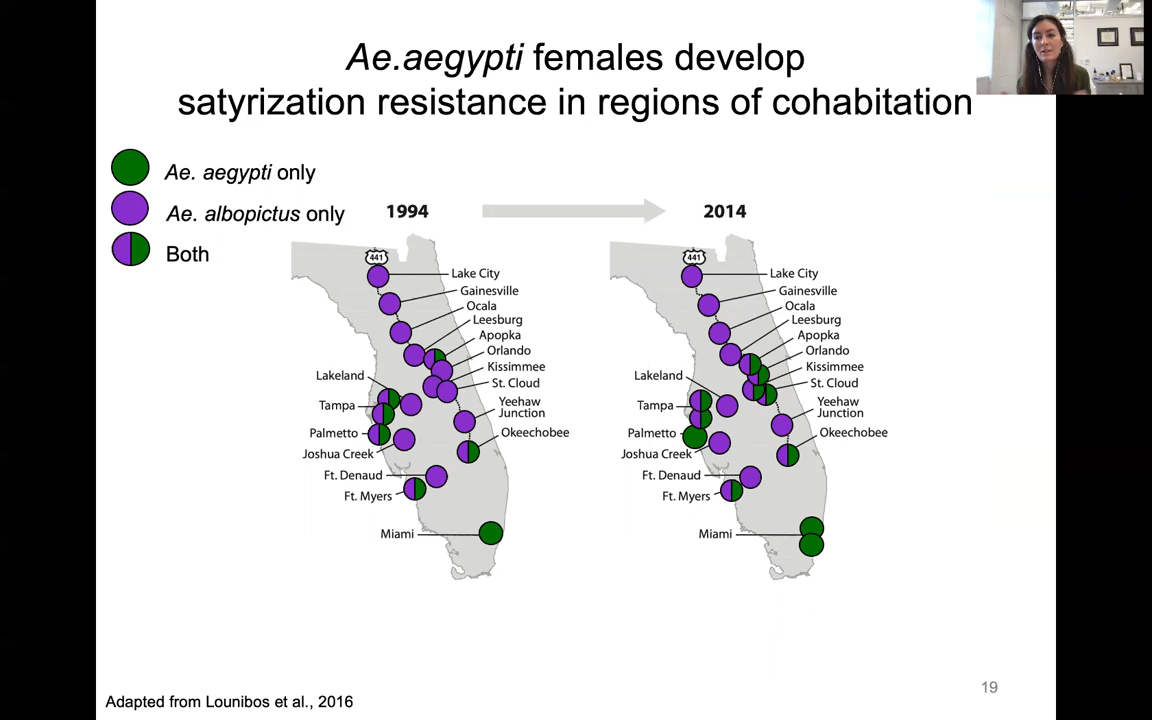 Ae.aegypti females develop
satyrization resistance in regions of cohabitation
Ae. aegypti only
Ae. albopictus only
Both
1994
441
Lake City
Gainesville
Ocala
Leesburg
Apopka
Orlando
Kissimmee
St. Cloud
Lakeland
Tampa
Yeehaw
Junction
Palmetto
Okeechobee
Joshua Creek
Ft. Denaud
Ft. Myers
Miami
2014
441
Lake City
Gainesville
Ocala
Leesburg
Apopka
Orlando
Kissimmee
St. Cloud
Lakeland
Tampa
Yeehaw
Junction
Palmetto
Okeechobee
Joshua Creek
Ft. Denaud
Ft. Myers
Miami
19
Adapted from Lounibos et al., 2016